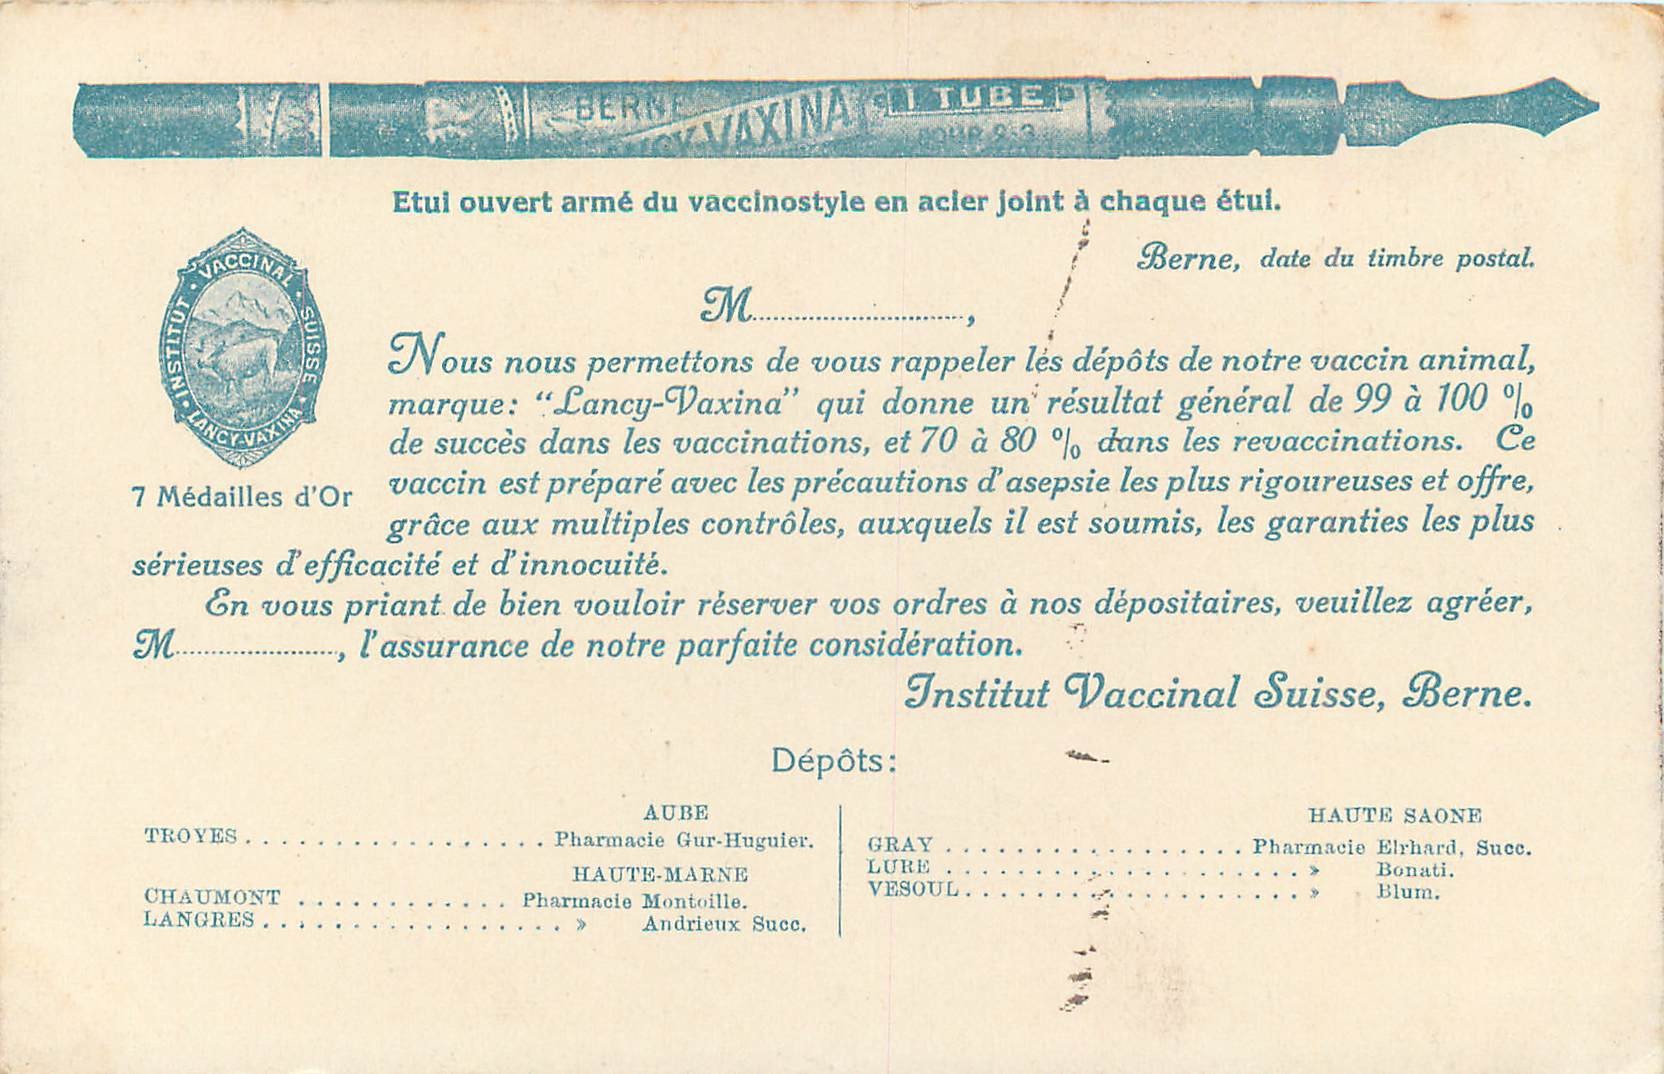 BERNE
LANCY-VAXINA
1 TUBE
POUR 2-3
Etui ouvert armé du vaccinostyle en acier joint à chaque étui.
Berne, date du timbre postal.
INSTITUT · VACCINAL · SUISSE · LANCY-VAXINA ·
7 Médailles d'Or
M..............................,
Nous nous permettons de vous rappeler les dépôts de notre vaccin animal,
marque: “Lancy-Vaxina” qui donne un résultat général de 99 à 100 %
de succès dans les vaccinations, et 70 à 80 % dans les revaccinations. Ce
vaccin est préparé avec les précautions d'asepsie les plus rigoureuses et offre,
grâce aux multiples contrôles, auxquels il est soumis, les garanties les plus
sérieuses d'efficacité et d'innocuité.
En vous priant de bien vouloir réserver vos ordres à nos dépositaires, veuillez agréer,
M......................., l'assurance de notre parfaite considération.
Institut Vaccinal Suisse, Berne.
Dépôts:
AUBE
TROYES . . . . . . . . . . . . . . . . . Pharmacie Gur-Huguier.
HAUTE-MARNE
CHAUMONT . . . . . . . . . . . . Pharmacie Montoille.
LANGRES . . . . . . . . . . . . . . . . . » Andrieux Succ.
HAUTE SAONE
GRAY . . . . . . . . . . . . . . . . . Pharmacie Elrhard, Succ.
LURE . . . . . . . . . . . . . . . . . . . . » Bonati.
VESOUL . . . . . . . . . . . . . . . . . . . » Blum.